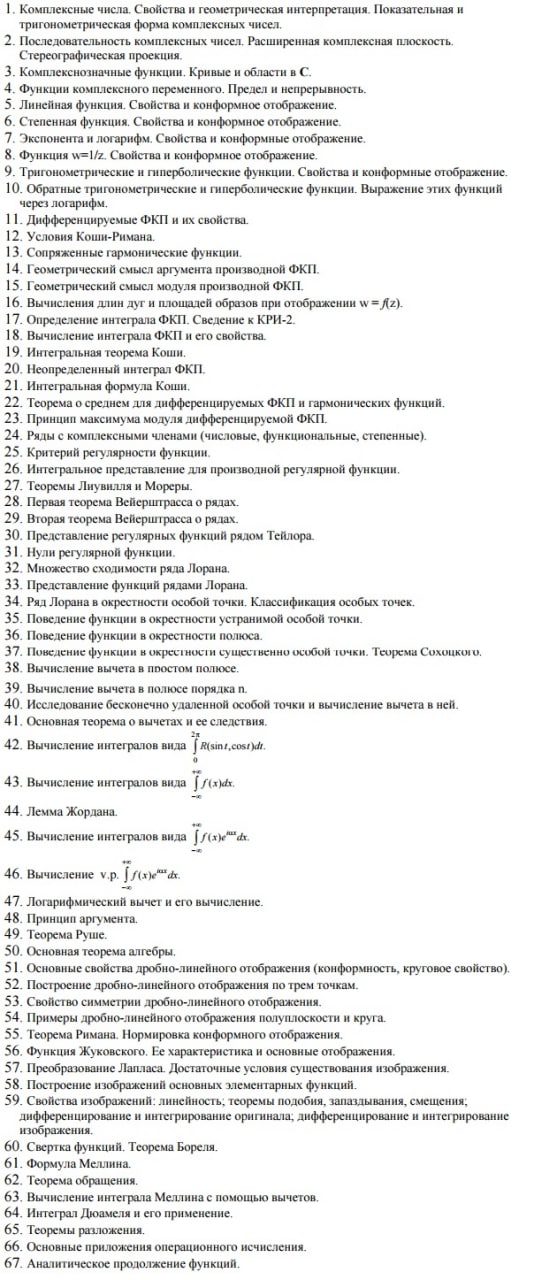 1. Комплексные числа. Свойства и геометрическая интерпретация. Показательная и
тригонометрическая форма комплексных чисел.
2. Последовательность комплексных чисел. Расширенная комплексная плоскость.
Стереографическая проекция.
3. Комплекснозначные функции. Кривые и области в C.
4. Функции комплексного переменного. Предел и непрерывность.
5. Линейная функция. Свойства и конформное отображение.
6. Степенная функция. Свойства и конформное отображение.
7. Экспонента и логарифм. Свойства и конформные отображение.
8. Функция w=1/z. Свойства и конформное отображение.
9. Тригонометрические и гиперболические функции. Свойства и конформные отображение.
10. Обратные тригонометрические и гиперболические функции. Выражение этих функций
через логарифм.
11. Дифференцируемые ФКП и их свойства.
12. Условия Коши-Римана.
13. Сопряженные гармонические функции.
14. Геометрический смысл аргумента производной ФКП.
15. Геометрический смысл модуля производной ФКП.
16. Вычисления длин дуг и площадей образов при отображении w = f(z).
17. Определение интеграла ФКП. Сведение к КРИ-2.
18. Вычисление интеграла ФКП и его свойства.
19. Интегральная теорема Коши.
20. Неопределенный интеграл ФКП.
21. Интегральная формула Коши.
22. Теорема о среднем для дифференцируемых ФКП и гармонических функций.
23. Принцип максимума модуля дифференцируемой ФКП.
24. Ряды с комплексными членами (числовые, функциональные, степенные).
25. Критерий регулярности функции.
26. Интегральное представление для производной регулярной функции.
27. Теоремы Лиувилля и Мореры.
28. Первая теорема Вейерштрасса о рядах.
29. Вторая теорема Вейерштрасса о рядах.
30. Представление регулярных функций рядом Тейлора.
31. Нули регулярной функции.
32. Множество сходимости ряда Лорана.
33. Представление функций рядами Лорана.
34. Ряд Лорана в окрестности особой точки. Классификация особых точек.
35. Поведение функции в окрестности устранимой особой точки.
36. Поведение функции в окрестности полюса.
37. Поведение функции в окрестности существенно особой точки. Теорема Сохоцкого.
38. Вычисление вычета в простом полюсе.
39. Вычисление вычета в полюсе порядка n.
40. Исследование бесконечно удаленной особой точки и вычисление вычета в ней.
41. Основная теорема о вычетах и ее следствия.
42. Вычисление интегралов вида ∫₀^{2π} R(sin t, cos t)dt.
43. Вычисление интегралов вида ∫_{−∞}^{+∞} f(x)dx.
44. Лемма Жордана.
45. Вычисление интегралов вида ∫_{−∞}^{+∞} f(x)e^{iαx}dx.
46. Вычисление v.p. ∫_{−∞}^{+∞} f(x)e^{iαx}dx.
47. Логарифмический вычет и его вычисление.
48. Принцип аргумента.
49. Теорема Руше.
50. Основная теорема алгебры.
51. Основные свойства дробно-линейного отображения (конформность, круговое свойство).
52. Построение дробно-линейного отображения по трем точкам.
53. Свойство симметрии дробно-линейного отображения.
54. Примеры дробно-линейного отображения полуплоскости и круга.
55. Теорема Римана. Нормировка конформного отображения.
56. Функция Жуковского. Ее характеристика и основные отображения.
57. Преобразование Лапласа. Достаточные условия существования изображения.
58. Построение изображений основных элементарных функций.
59. Свойства изображений: линейность; теоремы подобия, запаздывания, смещения;
дифференцирование и интегрирование оригинала; дифференцирование и интегрирование
изображения.
60. Свертка функций. Теорема Бореля.
61. Формула Меллина.
62. Теорема обращения.
63. Вычисление интеграла Меллина с помощью вычетов.
64. Интеграл Дюамеля и его применение.
65. Теоремы разложения.
66. Основные приложения операционного исчисления.
67. Аналитическое продолжение функций.